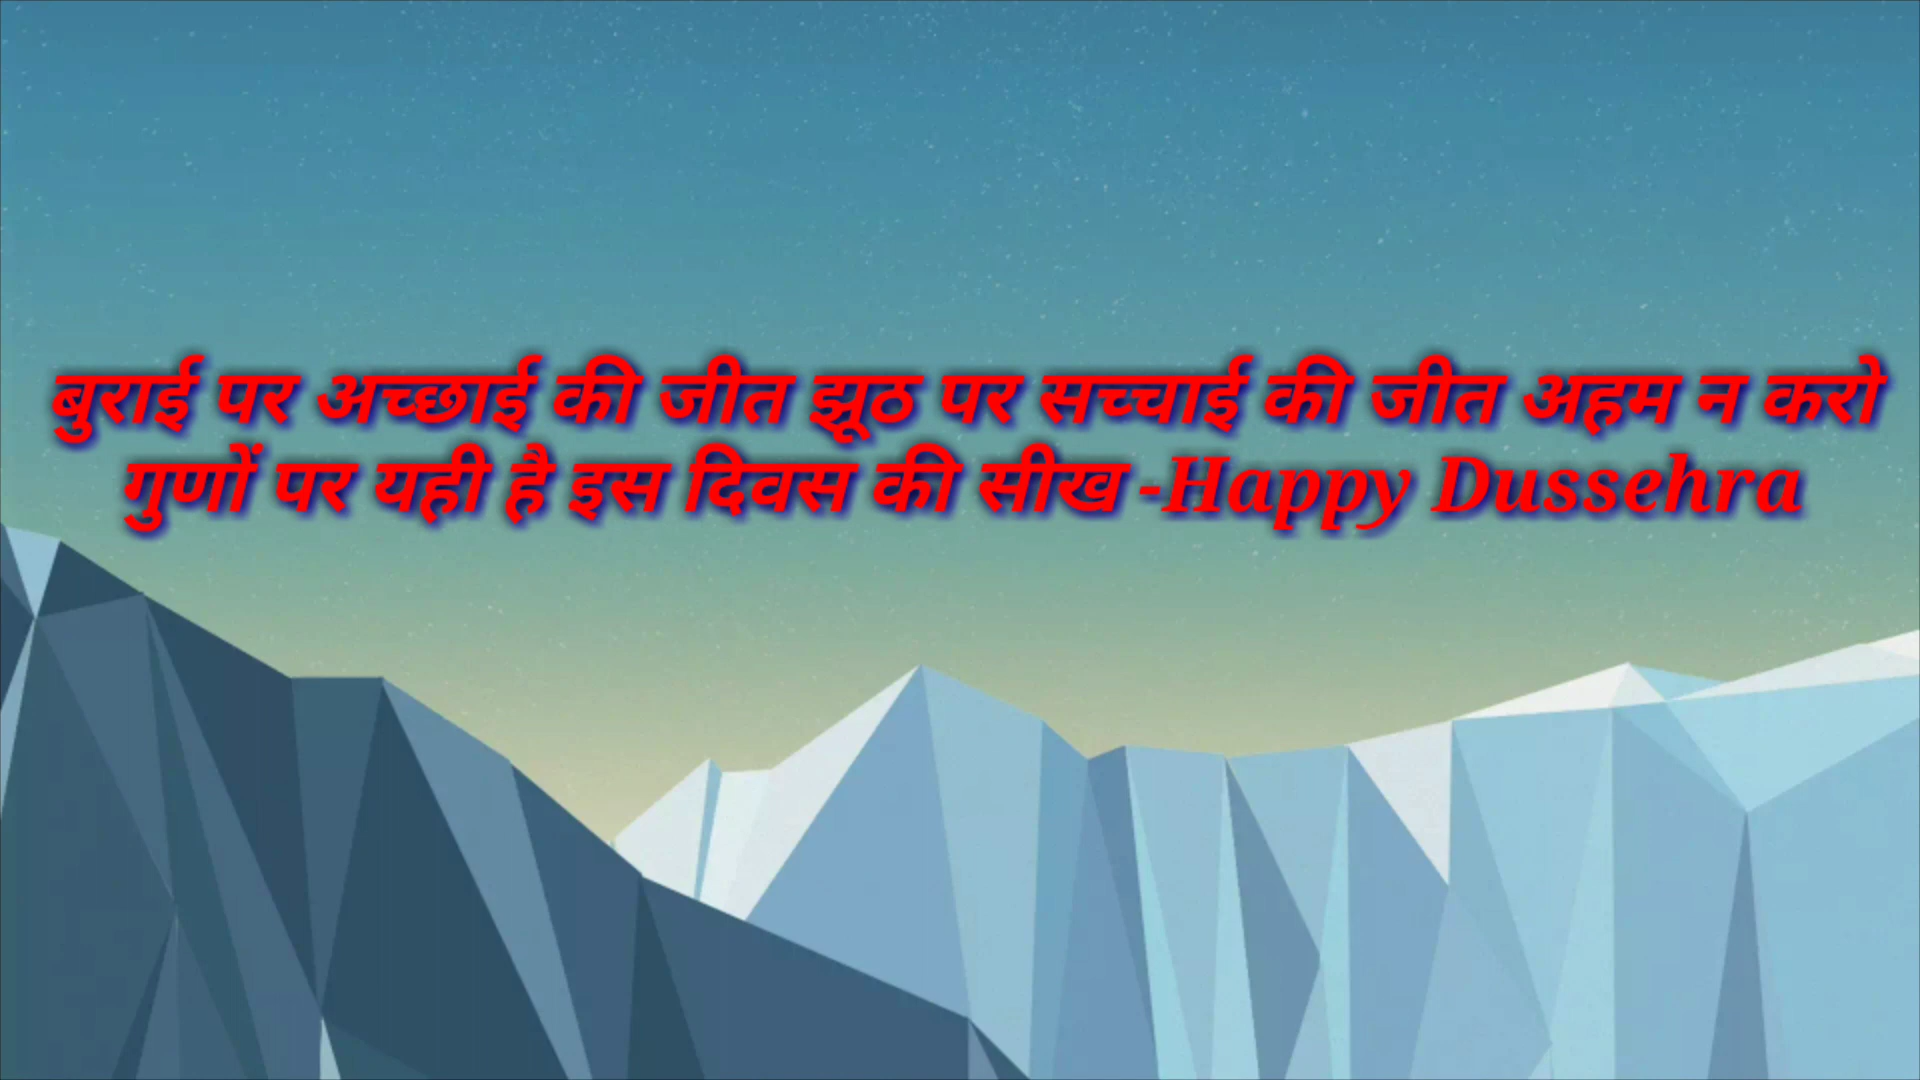 बुराई पर अच्छाई की जीत झूठ पर सच्चाई की जीत अहम न करो
गुणों पर यही है इस दिवस की सीख -Happy Dussehra